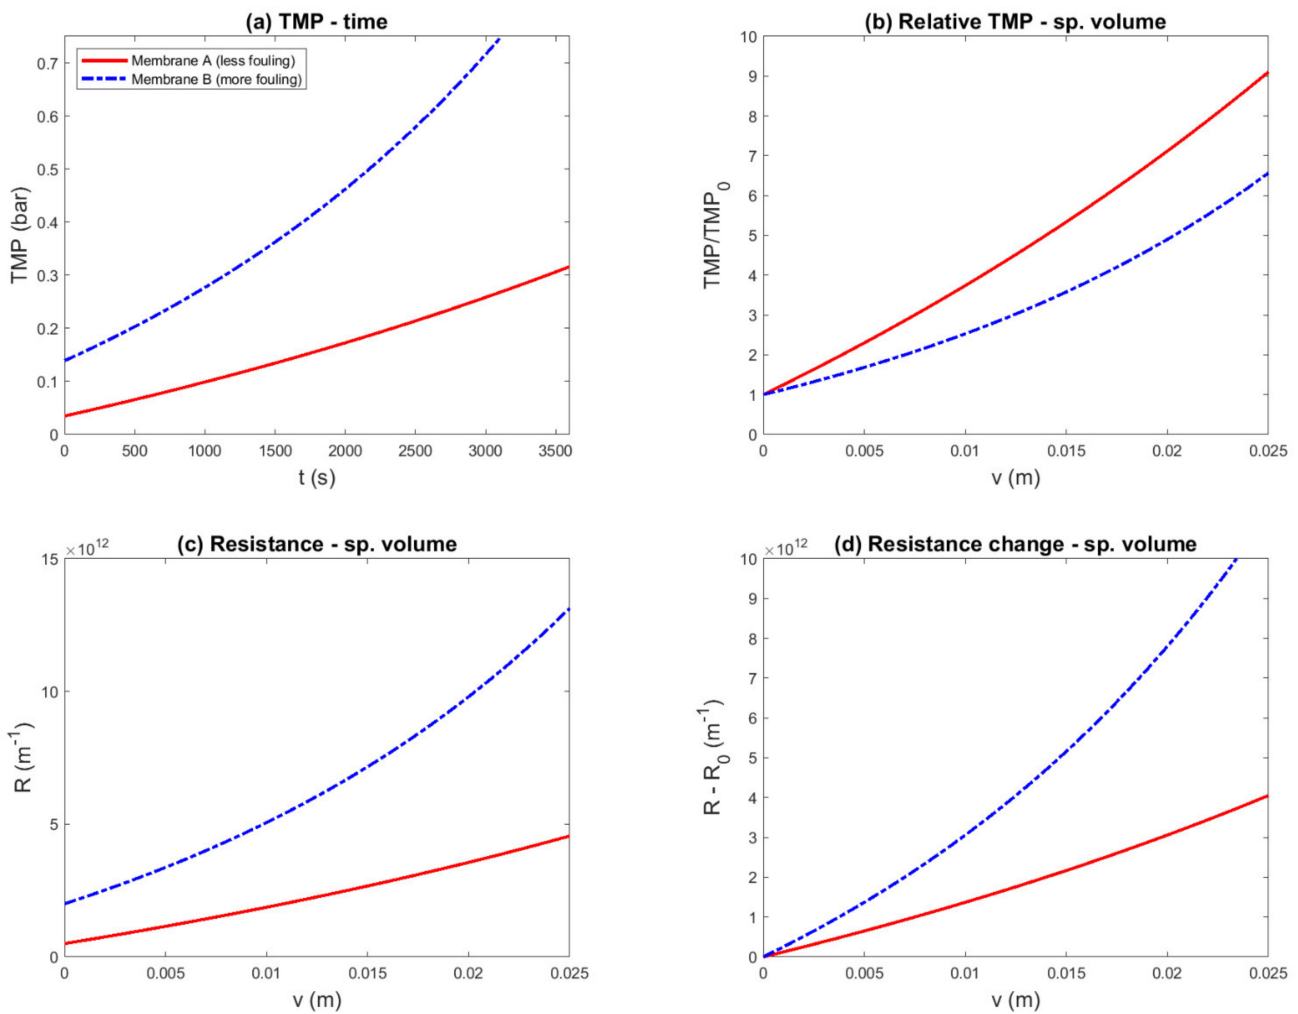 (a) TMP - time
0.7
0.6
0.5
0.4
0.3
0.2
0.1
0
TMP (bar)
Membrane A (less fouling)
Membrane B (more fouling)
0 500 1000 1500 2000 2500 3000 3500
t (s)
(b) Relative TMP - sp. volume
10
9
8
7
6
5
4
3
2
1
0
TMP/TMP₀
0 0.005 0.01 0.015 0.02 0.025
v (m)
(c) Resistance - sp. volume
×10¹²
15
10
5
0
R (m⁻¹)
0 0.005 0.01 0.015 0.02 0.025
v (m)
(d) Resistance change - sp. volume
×10¹²
10
9
8
7
6
5
4
3
2
1
0
R - R₀ (m⁻¹)
0 0.005 0.01 0.015 0.02 0.025
v (m)